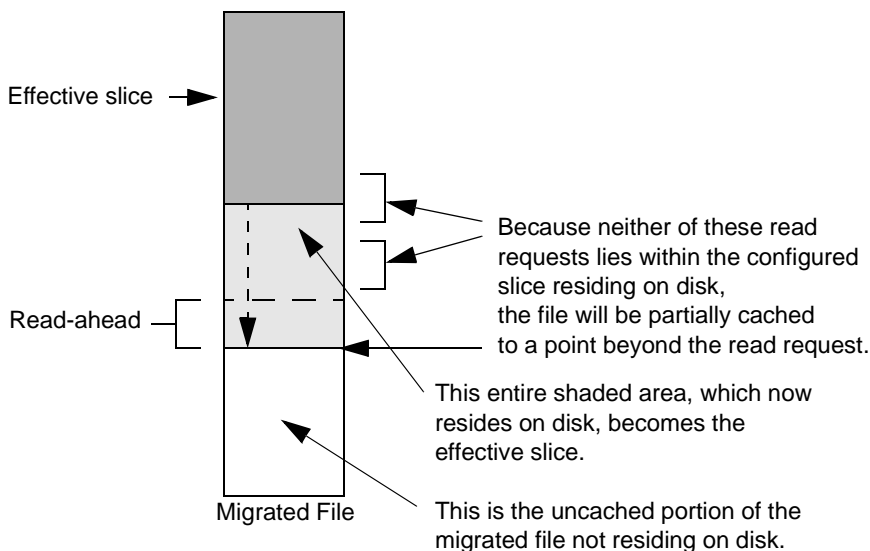 Effective slice
Because neither of these read
requests lies within the configured
slice residing on disk,
the file will be partially cached
to a point beyond the read request.
Read-ahead
This entire shaded area, which now
resides on disk, becomes the
effective slice.
Migrated File
This is the uncached portion of the
migrated file not residing on disk.